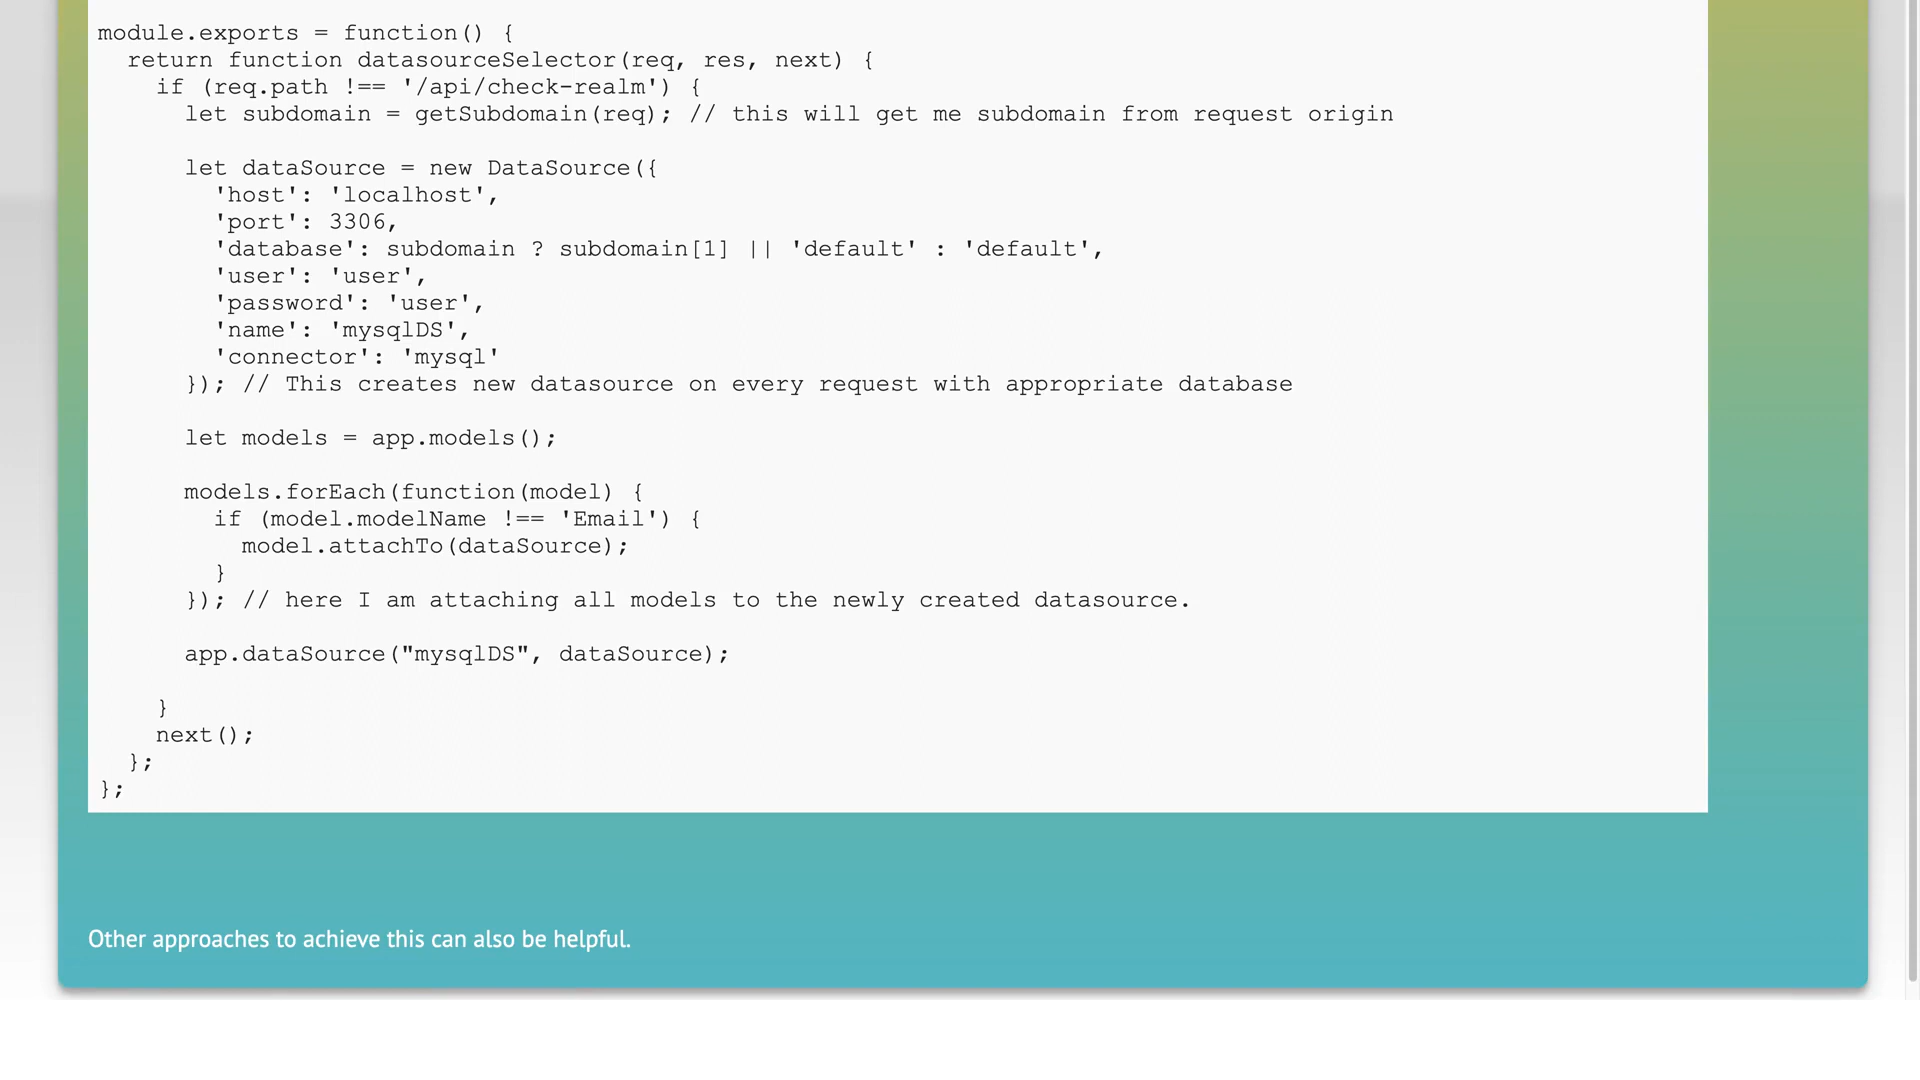 module.exports = function() {
  return function datasourceSelector(req, res, next) {
    if (req.path !== '/api/check-realm') {
      let subdomain = getSubdomain(req); // this will get me subdomain from request origin

      let dataSource = new DataSource({
        'host': 'localhost',
        'port': 3306,
        'database': subdomain ? subdomain[1] || 'default' : 'default',
        'user': 'user',
        'password': 'user',
        'name': 'mysqlDS',
        'connector': 'mysql'
      }); // This creates new datasource on every request with appropriate database

      let models = app.models();

      models.forEach(function(model) {
        if (model.modelName !== 'Email') {
          model.attachTo(dataSource);
        }
      }); // here I am attaching all models to the newly created datasource.

      app.dataSource("mysqlDS", dataSource);

    }
    next();
  };
};
Other approaches to achieve this can also be helpful.